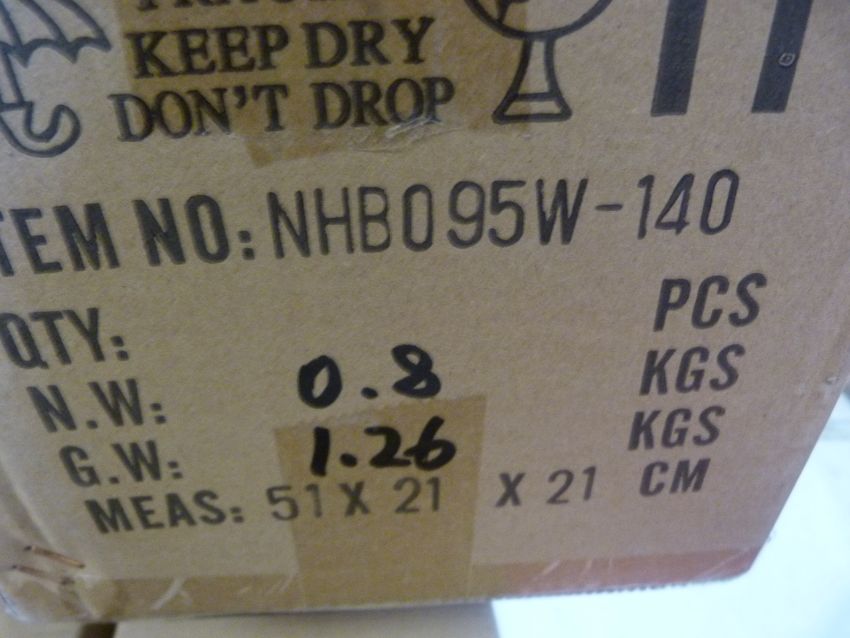 KEEP DRY
DON'T DROP
TEM NO: NHB095W-140
QTY: PCS
N.W: 0.8 KGS
G.W: 1.26 KGS
MEAS: 51 X 21 X 21 CM